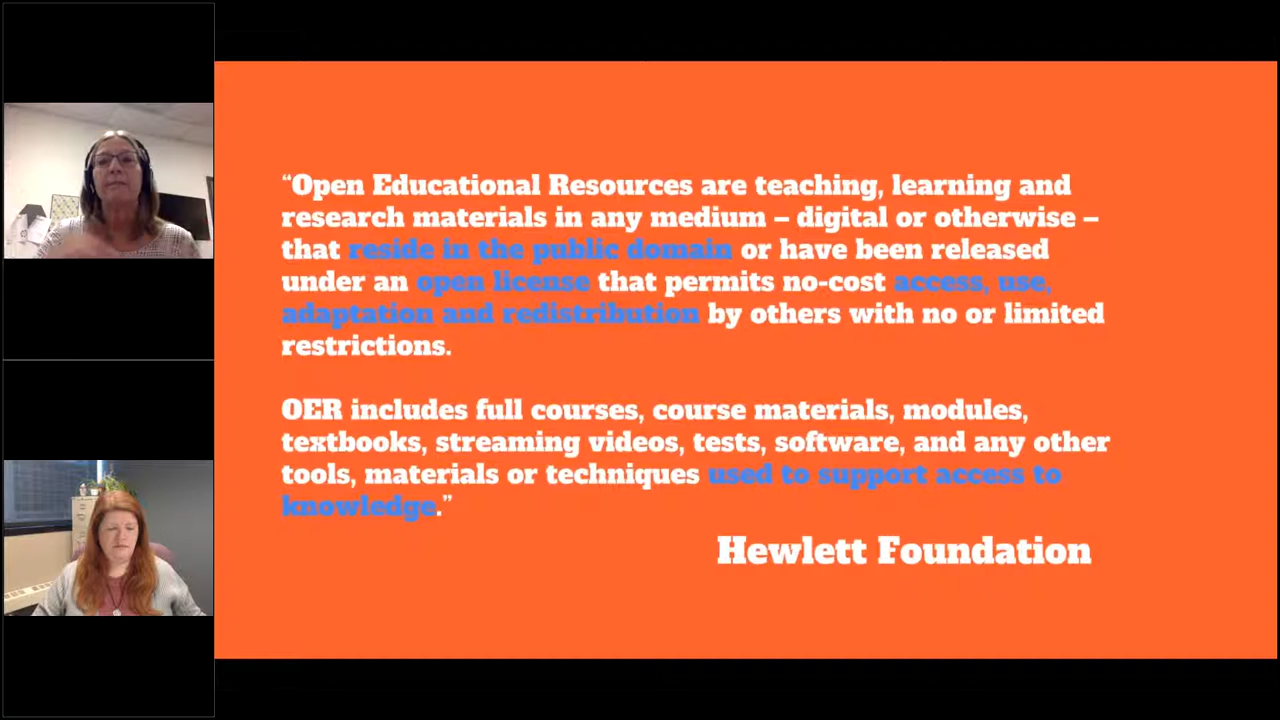 “Open Educational Resources are teaching, learning and
research materials in any medium – digital or otherwise –
that reside in the public domain or have been released
under an open license that permits no-cost access, use,
adaptation and redistribution by others with no or limited
restrictions.
OER includes full courses, course materials, modules,
textbooks, streaming videos, tests, software, and any other
tools, materials or techniques used to support access to
knowledge.”
Hewlett Foundation